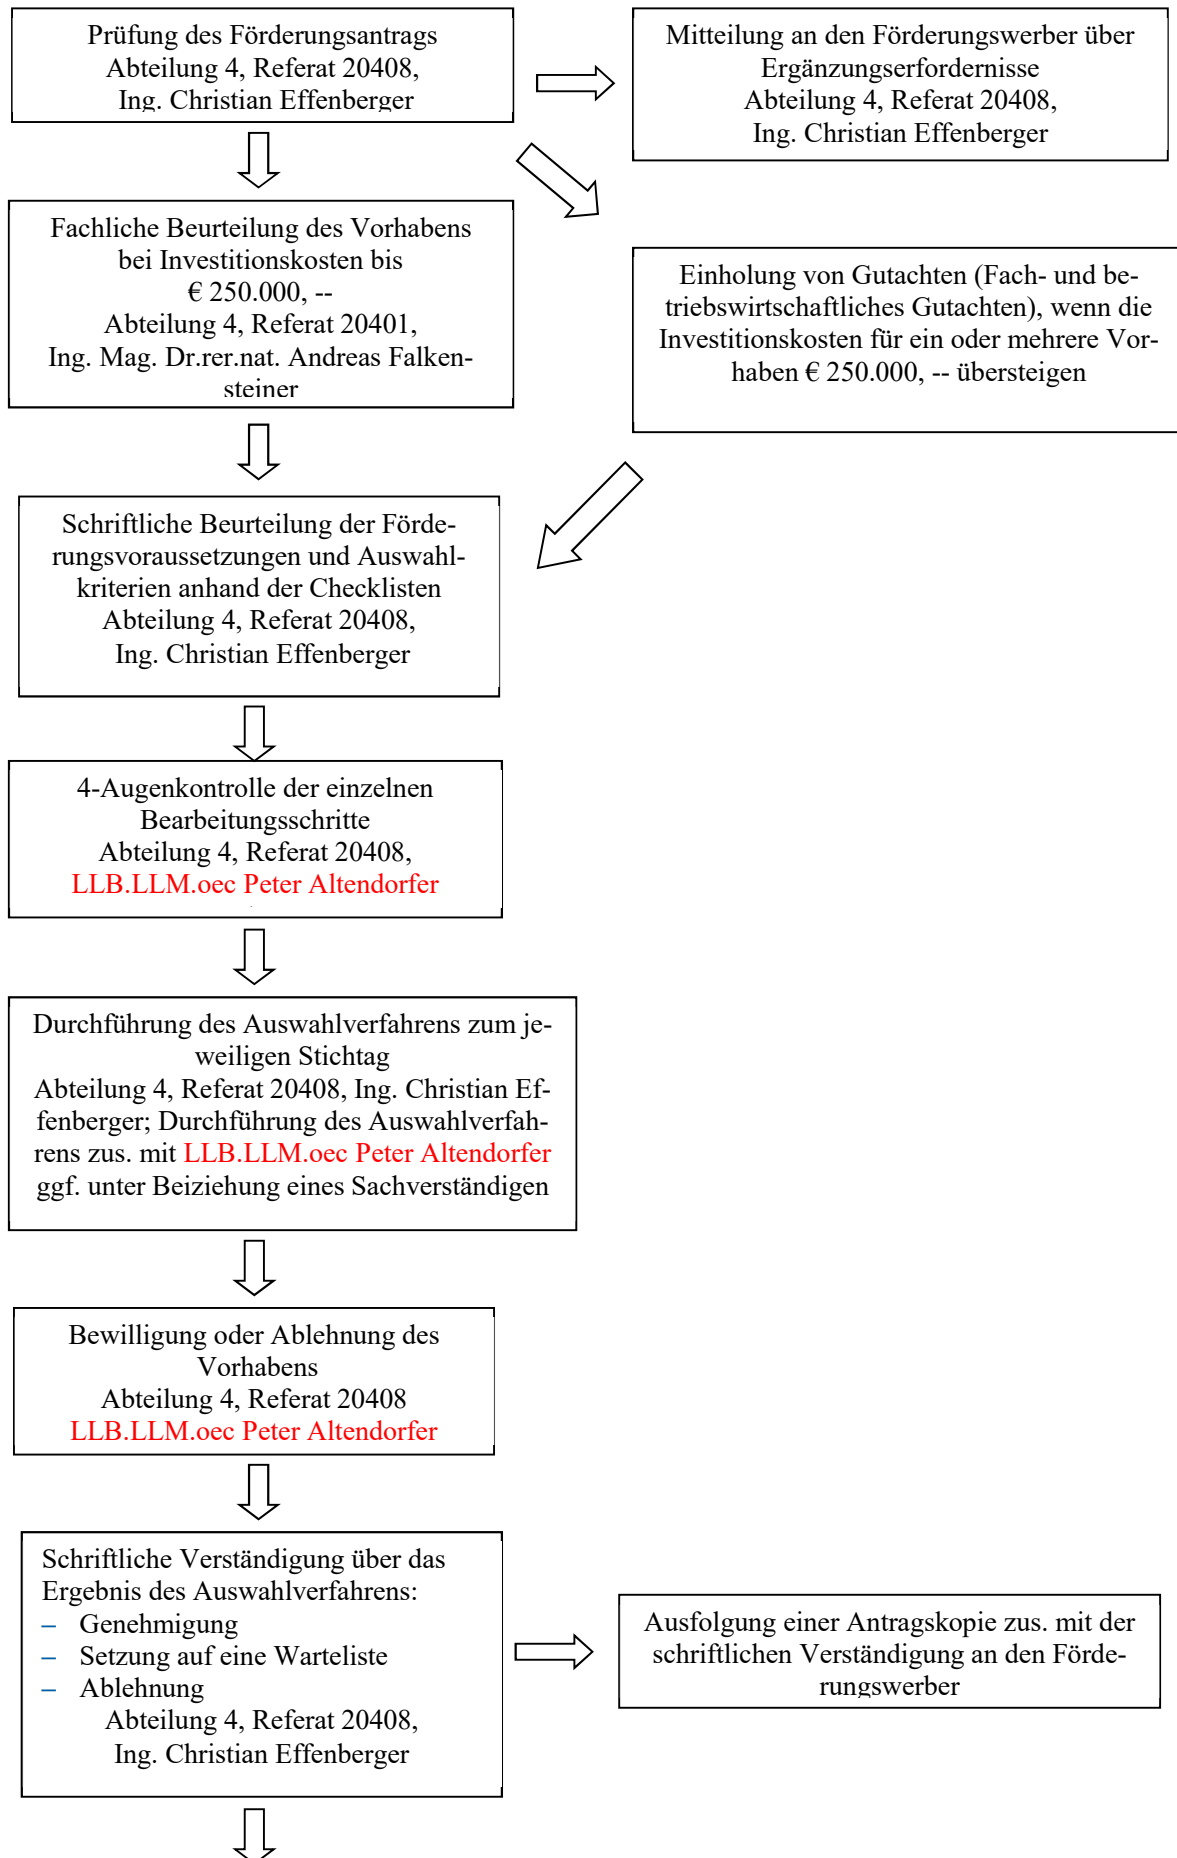 Prüfung des Förderungsantrags
Abteilung 4, Referat 20408,
Ing. Christian Effenberger
Mitteilung an den Förderungswerber über
Ergänzungserfordernisse
Abteilung 4, Referat 20408,
Ing. Christian Effenberger
Fachliche Beurteilung des Vorhabens
bei Investitionskosten bis
€ 250.000, --
Abteilung 4, Referat 20401,
Ing. Mag. Dr.rer.nat. Andreas Falken-
steiner
Einholung von Gutachten (Fach- und be-
triebswirtschaftliches Gutachten), wenn die
Investitionskosten für ein oder mehrere Vor-
haben € 250.000, -- übersteigen
Schriftliche Beurteilung der Förde-
rungsvoraussetzungen und Auswahl-
kriterien anhand der Checklisten
Abteilung 4, Referat 20408,
Ing. Christian Effenberger
4-Augenkontrolle der einzelnen
Bearbeitungsschritte
Abteilung 4, Referat 20408,
LLB.LLM.oec Peter Altendorfer
Durchführung des Auswahlverfahrens zum je-
weiligen Stichtag
Abteilung 4, Referat 20408, Ing. Christian Ef-
fenberger; Durchführung des Auswahlverfah-
rens zus. mit LLB.LLM.oec Peter Altendorfer
ggf. unter Beiziehung eines Sachverständigen
Bewilligung oder Ablehnung des
Vorhabens
Abteilung 4, Referat 20408
LLB.LLM.oec Peter Altendorfer
Schriftliche Verständigung über das
Ergebnis des Auswahlverfahrens:
– Genehmigung
– Setzung auf eine Warteliste
– Ablehnung
Abteilung 4, Referat 20408,
Ing. Christian Effenberger
Ausfolgung einer Antragskopie zus. mit der
schriftlichen Verständigung an den Förde-
rungswerber